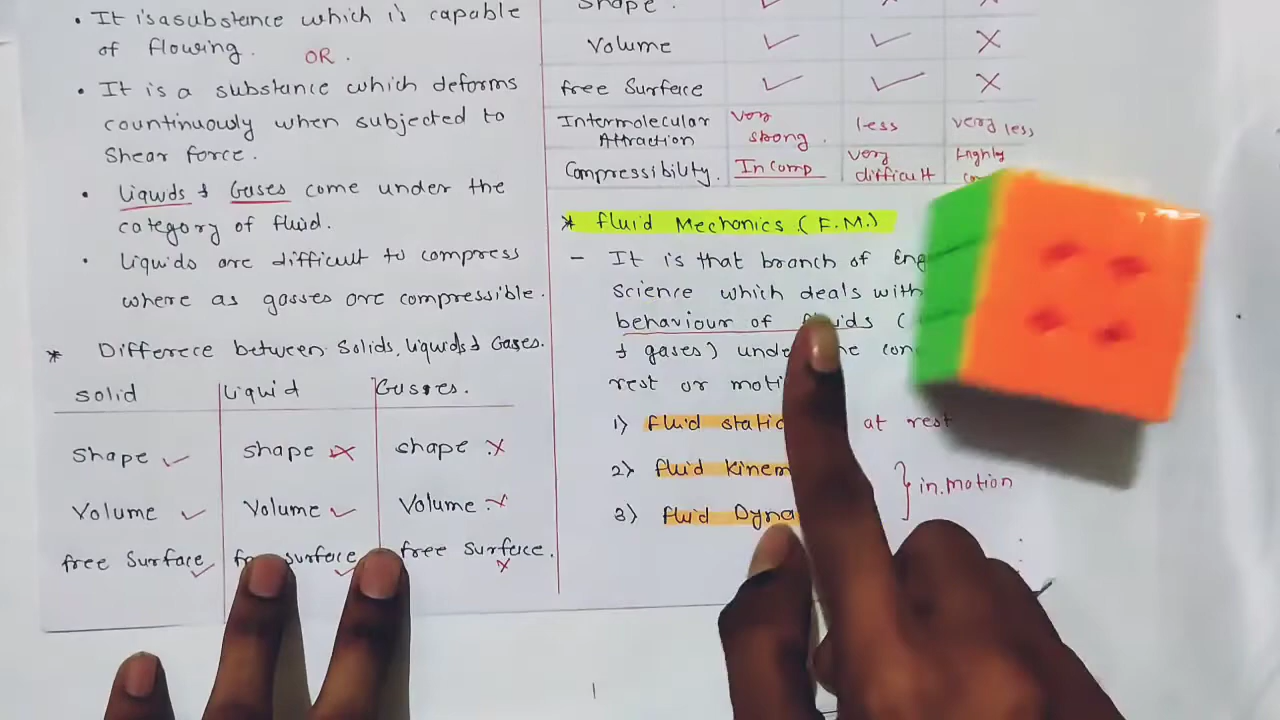 • It is a substance which is capable
of flowing. OR.
• It is a substance which deforms
countinuously when subjected to
Shear force.
• liquids & Gases come under the
category of fluid.
• liquids are difficult to compress
where as gasses are compressible.
* Differece between Solids, liquids & Gases.
Solid Liquid Gasses.
Shape ✓ shape × shape ×
Volume ✓ Volume ✓ Volume ×
free Surface ✓ surface ✓ free Surface. ×
Shape. ✓ × ×
Volume ✓ ✓ ×
free Surface ✓ ✓ ×
Intermolecular Attraction very strong. less very less
Compressibility. Incomp very difficult Highly
* fluid Mechanics (F.M.)
- It is that branch of
Science which deals with
behaviour of fluids (
& gases)
rest or
1) fluid at rest
2) fluid
3) fluid
} in motion